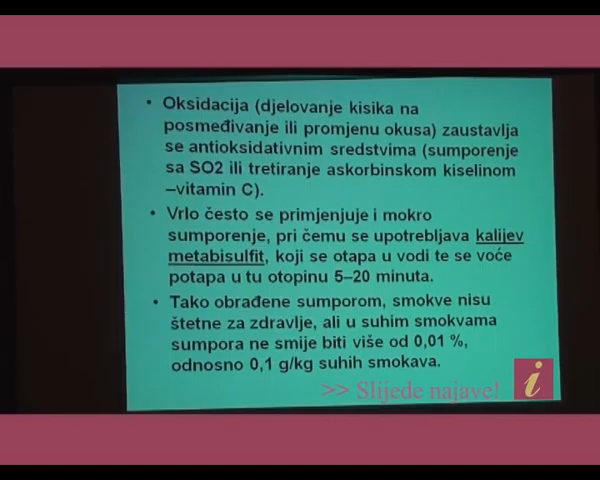 • Oksidacija (djelovanje kisika na
posmeđivanje ili promjenu okusa) zaustavlja
se antioksidativnim sredstvima (sumporenje
sa SO2 ili tretiranje askorbinskom kiselinom
–vitamin C).
• Vrlo često se primjenjuje i mokro
sumporenje, pri čemu se upotrebljava kalijev
metabisulfit, koji se otapa u vodi te se voće
potapa u tu otopinu 5–20 minuta.
• Tako obrađene sumporom, smokve nisu
štetne za zdravlje, ali u suhim smokvama
sumpora ne smije biti više od 0,01 %,
odnosno 0,1 g/kg suhih smokava.
>> Slijede najave!
i